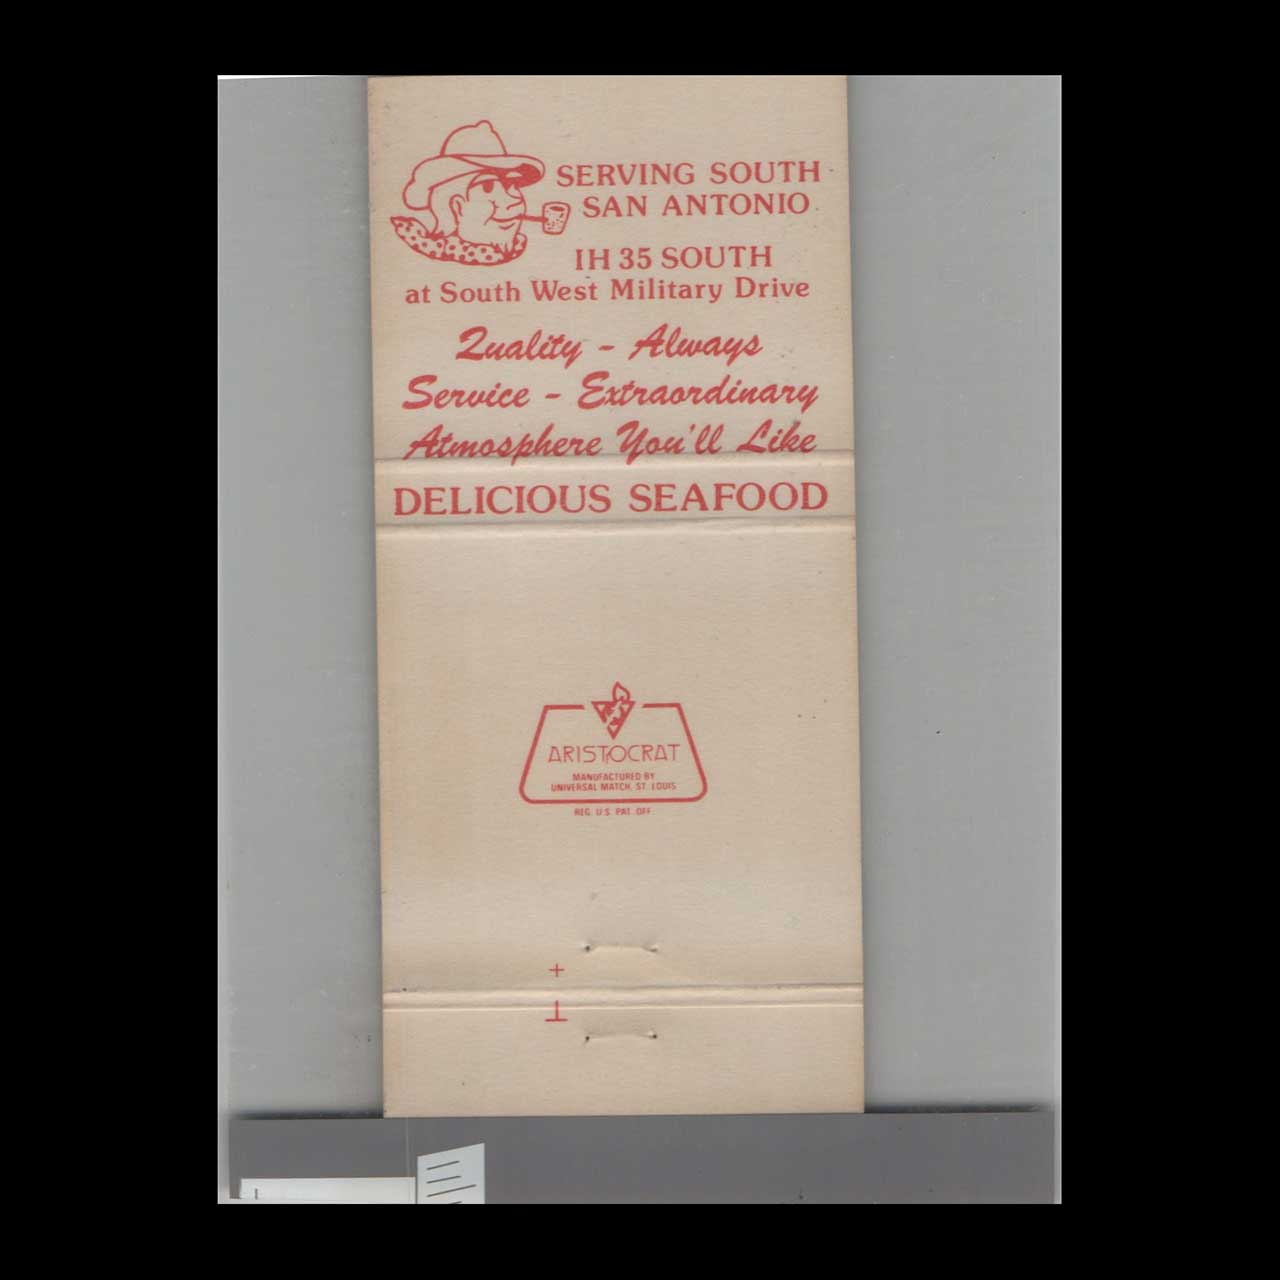 SERVING SOUTH
SAN ANTONIO
IH 35 SOUTH
at South West Military Drive
Quality - Always
Service - Extraordinary
Atmosphere You'll Like
DELICIOUS SEAFOOD
ARISTOCRAT
MANUFACTURED BY
UNIVERSAL MATCH, ST. LOUIS
REG. U.S. PAT. OFF.